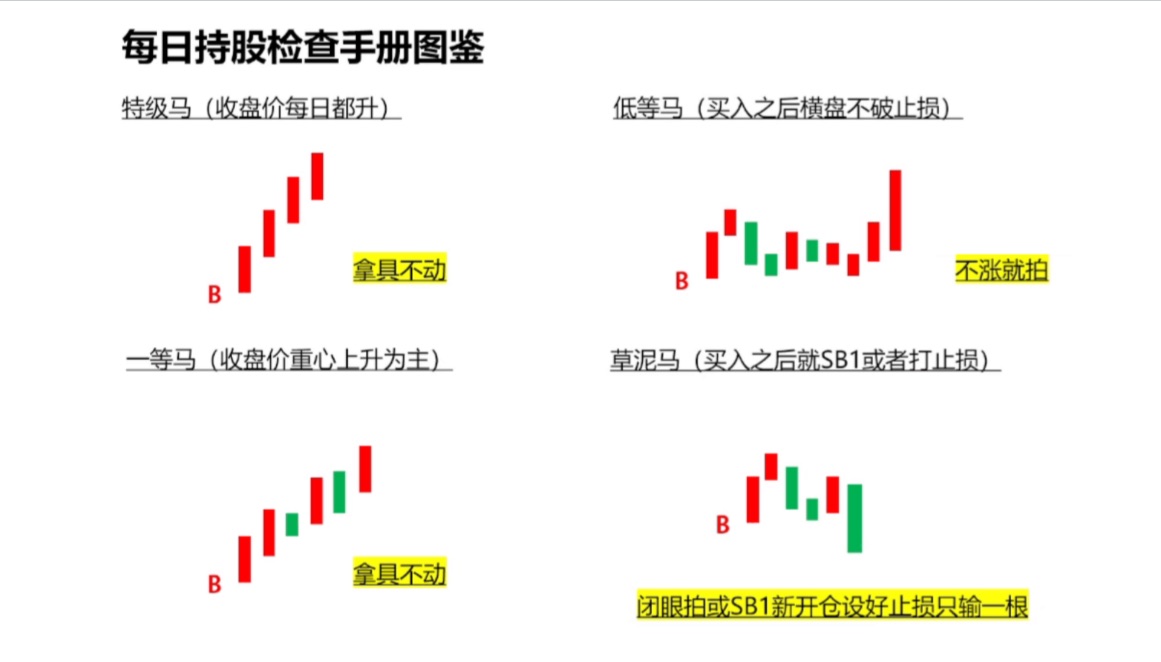 每日持股检查手册图鉴
特级马（收盘价每日都升）
B
拿具不动
低等马（买入之后横盘不破止损）
B
不涨就拍
一等马（收盘价重心上升为主）
B
拿具不动
草泥马（买入之后就SB1或者打止损）
B
闭眼拍或SB1新开仓设好止损只输一根